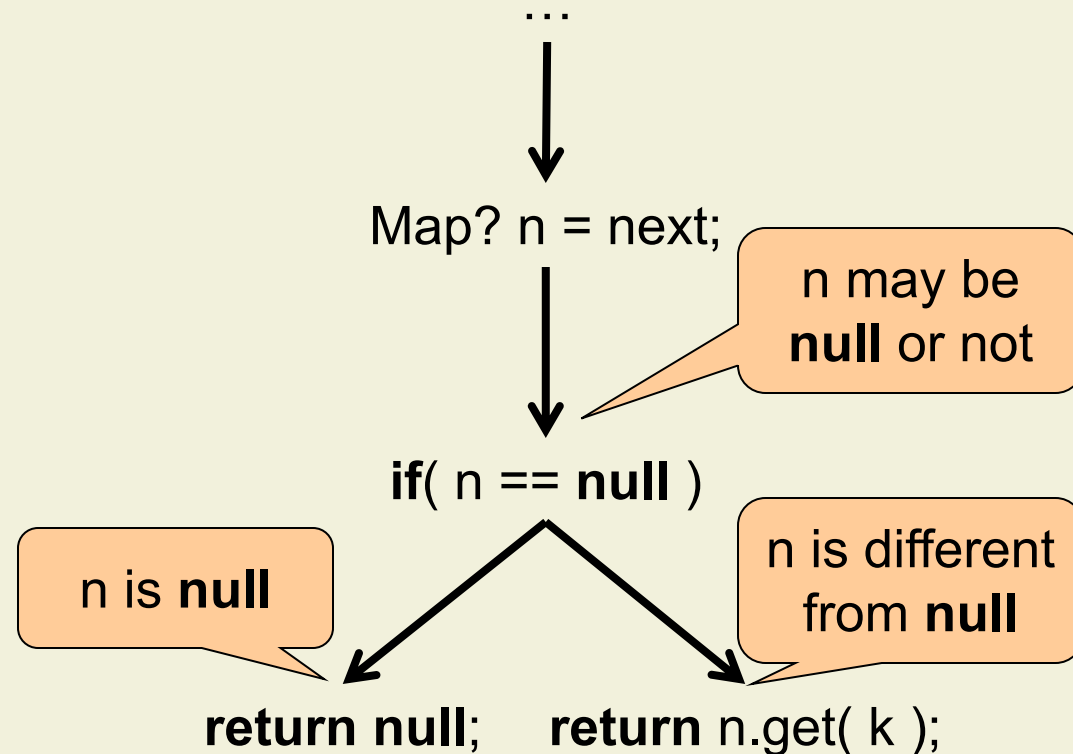 …
Map? n = next;
n may be
null or not
if( n == null )
n is null
n is different
from null
return null;
return n.get( k );